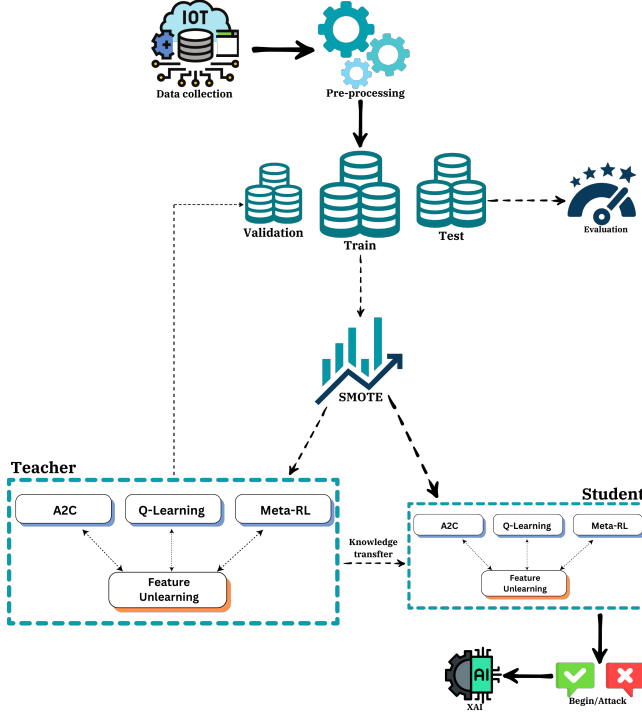 IOT
Data collection
Pre-processing
Validation
Train
Test
Evaluation
SMOTE
Teacher
A2C
Q-Learning
Meta-RL
Feature
Unlearning
Knowledge
transfter
Student
A2C
Q-Learning
Meta-RL
Feature
Unlearning
AI
XAI
Begin/Attack